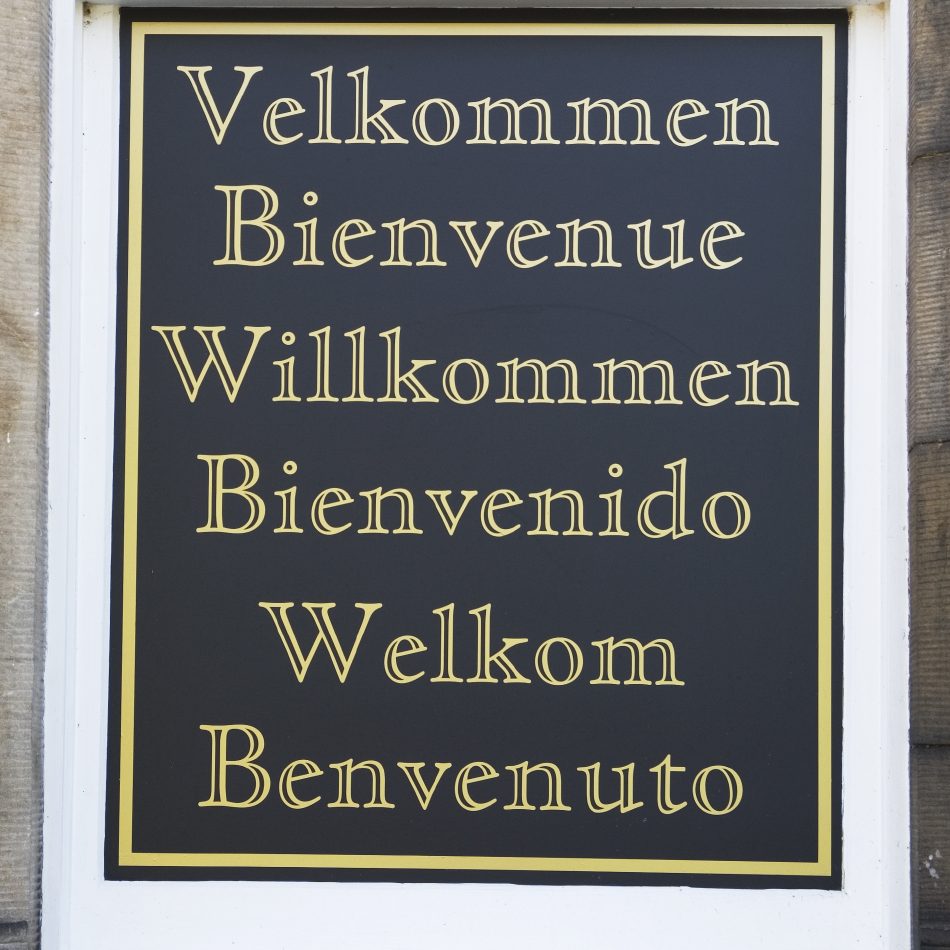 Velkommen
Bienvenue
Willkommen
Bienvenido
Welkom
Benvenuto